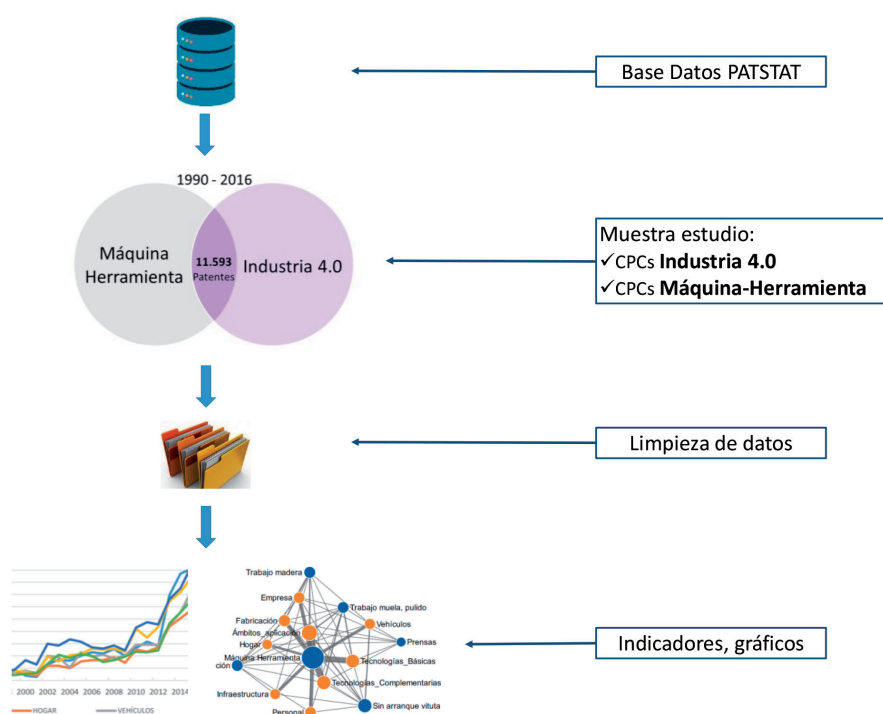 Base Datos PATSTAT
1990 - 2016
Máquina
Herramienta
11.593
Patentes
Industria 4.0
Muestra estudio:
✓CPCs Industria 4.0
✓CPCs Máquina-Herramienta
Limpieza de datos
Trabajo madera
Empresa
Trabajo muela, pulido
Fabricación
Vehículos
Ámbitos_aplicación
Prensas
Hogar
Máquina Herramienta
Tecnologías_Básicas
ción
Tecnologías_Complementarias
Infraestructura
Sin arranque vituta
Personal
Indicadores, gráficos
2000 2002 2004 2006 2008 2010 2012 2014
HOGAR
VEHÍCULOS